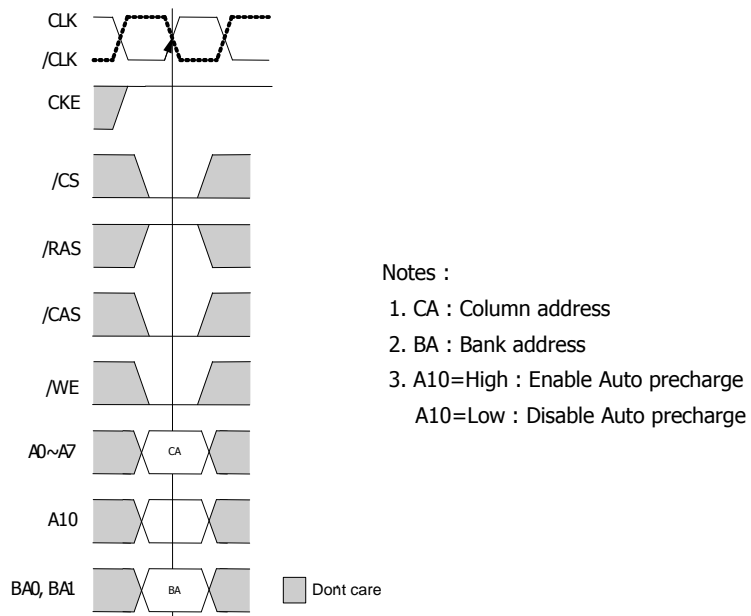 CLK
/CLK
CKE
/CS
/RAS
/CAS
/WE
A0~A7
CA
A10
BA0, BA1
BA
Dont care
Notes :
1. CA : Column address
2. BA : Bank address
3. A10=High : Enable Auto precharge
A10=Low : Disable Auto precharge